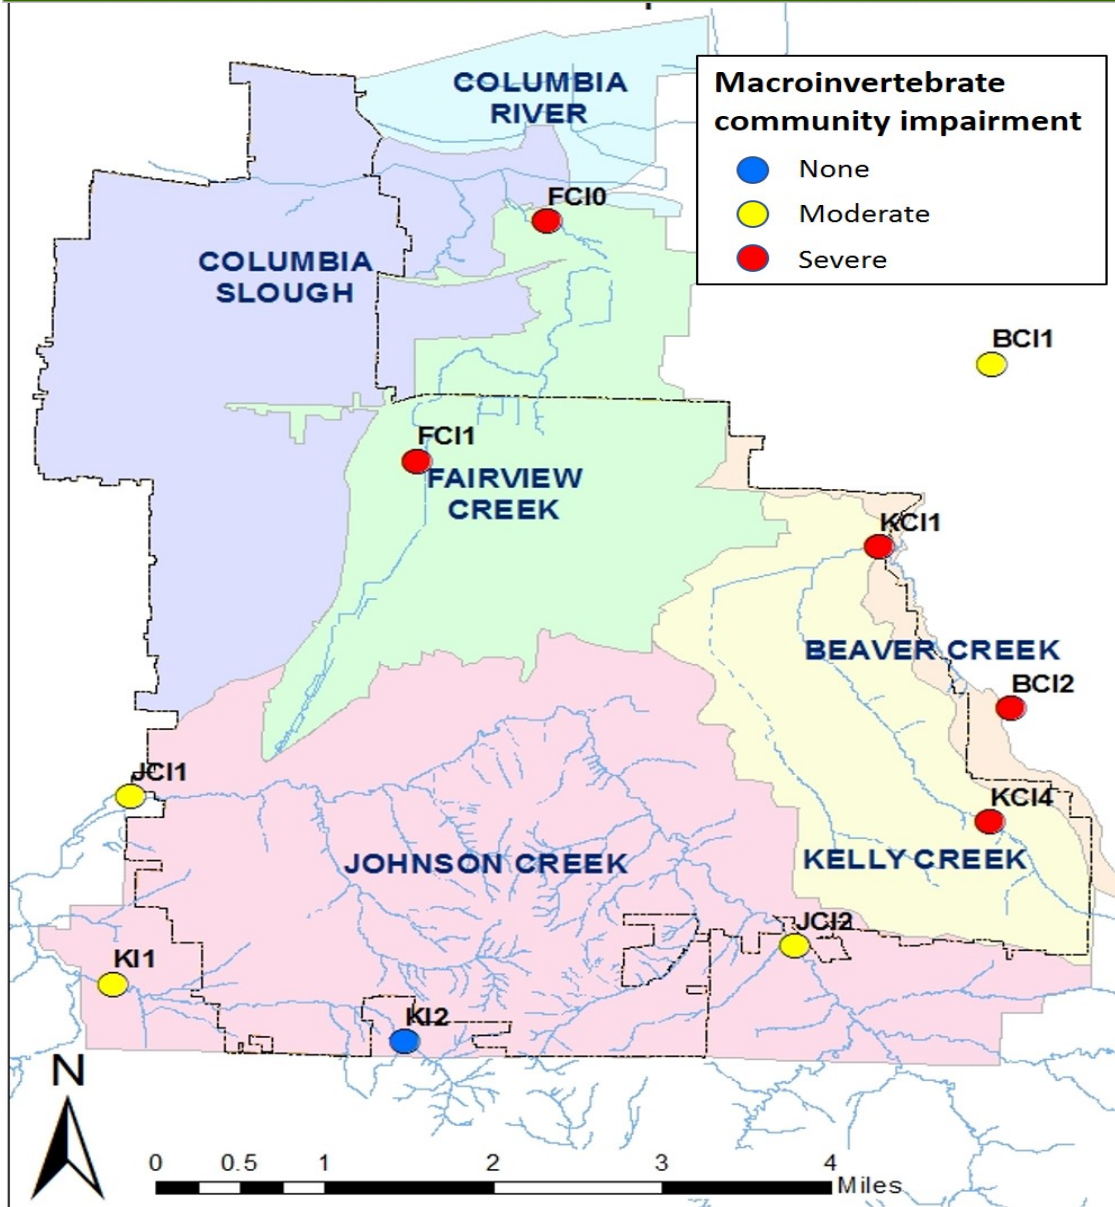 COLUMBIA
RIVER
Macroinvertebrate
community impairment
None
Moderate
Severe
FCI0
COLUMBIA
SLOUGH
BCI1
FCI1
FAIRVIEW
CREEK
KCI1
BEAVER CREEK
BCI2
JCI1
KCI4
JOHNSON CREEK
KELLY CREEK
JCI2
KI1
KI2
N
0 0.5 1 2 3 4
Miles